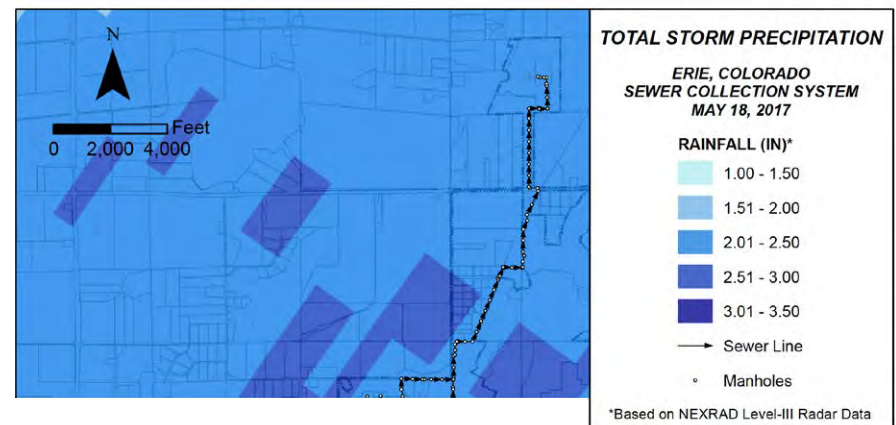 N
Feet
0 2,000 4,000
TOTAL STORM PRECIPITATION
ERIE, COLORADO
SEWER COLLECTION SYSTEM
MAY 18, 2017
RAINFALL (IN)*
1.00 - 1.50
1.51 - 2.00
2.01 - 2.50
2.51 - 3.00
3.01 - 3.50
Sewer Line
Manholes
*Based on NEXRAD Level-III Radar Data